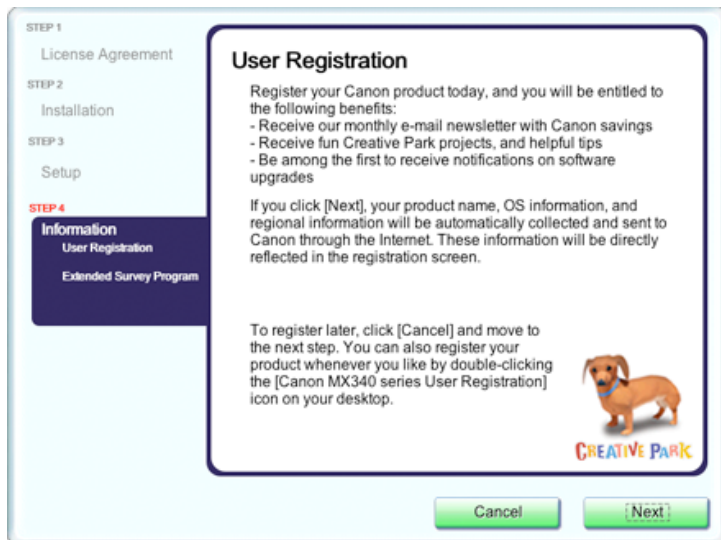 STEP 1
License Agreement
STEP 2
Installation
STEP 3
Setup
STEP 4
Information
User Registration
Extended Survey Program
User Registration
Register your Canon product today, and you will be entitled to
the following benefits:
- Receive our monthly e-mail newsletter with Canon savings
- Receive fun Creative Park projects, and helpful tips
- Be among the first to receive notifications on software
upgrades
If you click [Next], your product name, OS information, and
regional information will be automatically collected and sent to
Canon through the Internet. These information will be directly
reflected in the registration screen.
To register later, click [Cancel] and move to
the next step. You can also register your
product whenever you like by double-clicking
the [Canon MX340 series User Registration]
icon on your desktop.
CREATIVE PARK
Cancel
Next